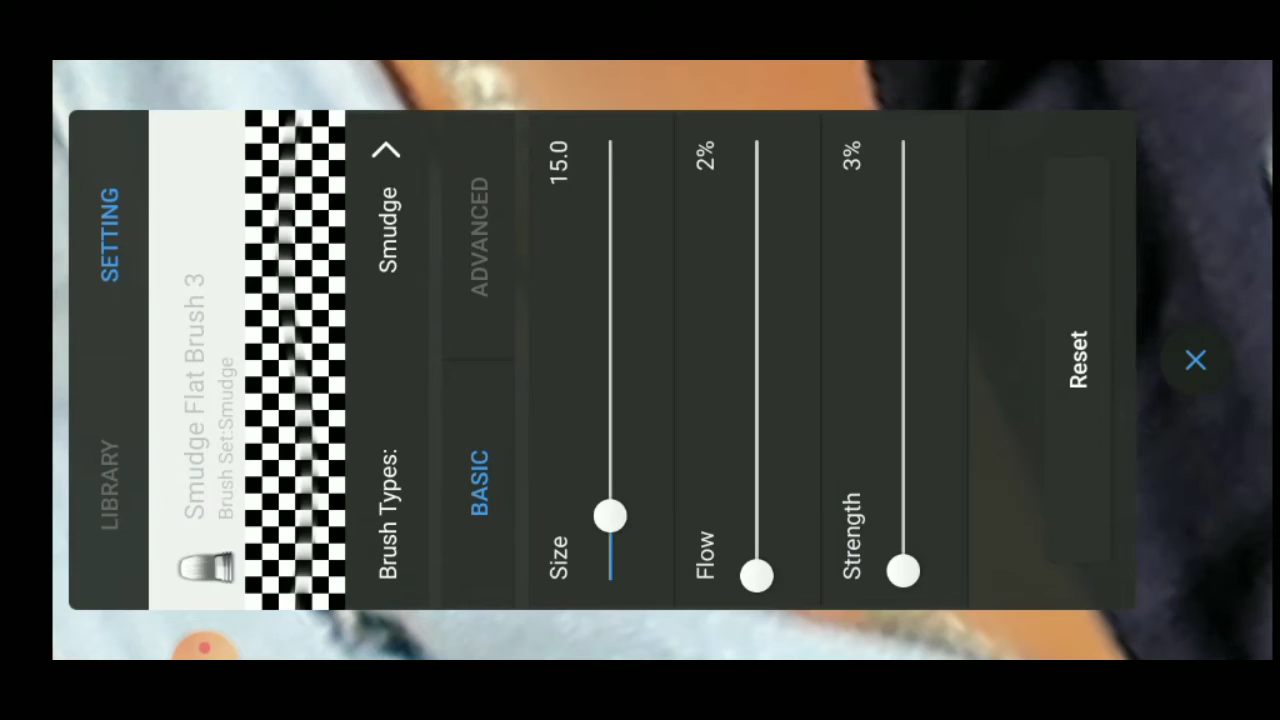 LIBRARY SETTING
Smudge Flat Brush 3
Brush Set:Smudge
Brush Types: Smudge
BASIC ADVANCED
Size 15.0
Flow 2%
Strength 3%
Reset